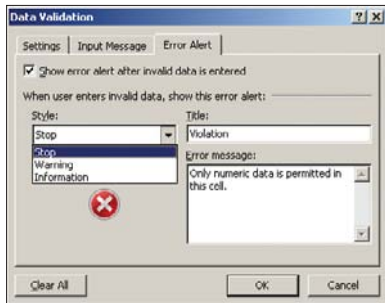 Data Validation
Settings Input Message Error Alert
Show error alert after invalid data is entered
When user enters invalid data, show this error alert:
Style: Title:
Stop Violation
Stop
Warning
Information
Error message:
Only numeric data is permitted in
this cell.
Clear All OK Cancel